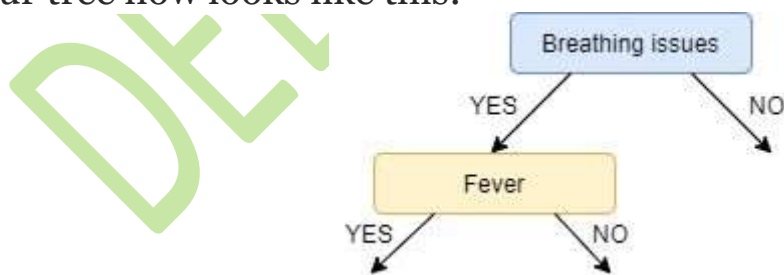 tree now looks like this:
Breathing issues
YES NO
Fever
YES NO